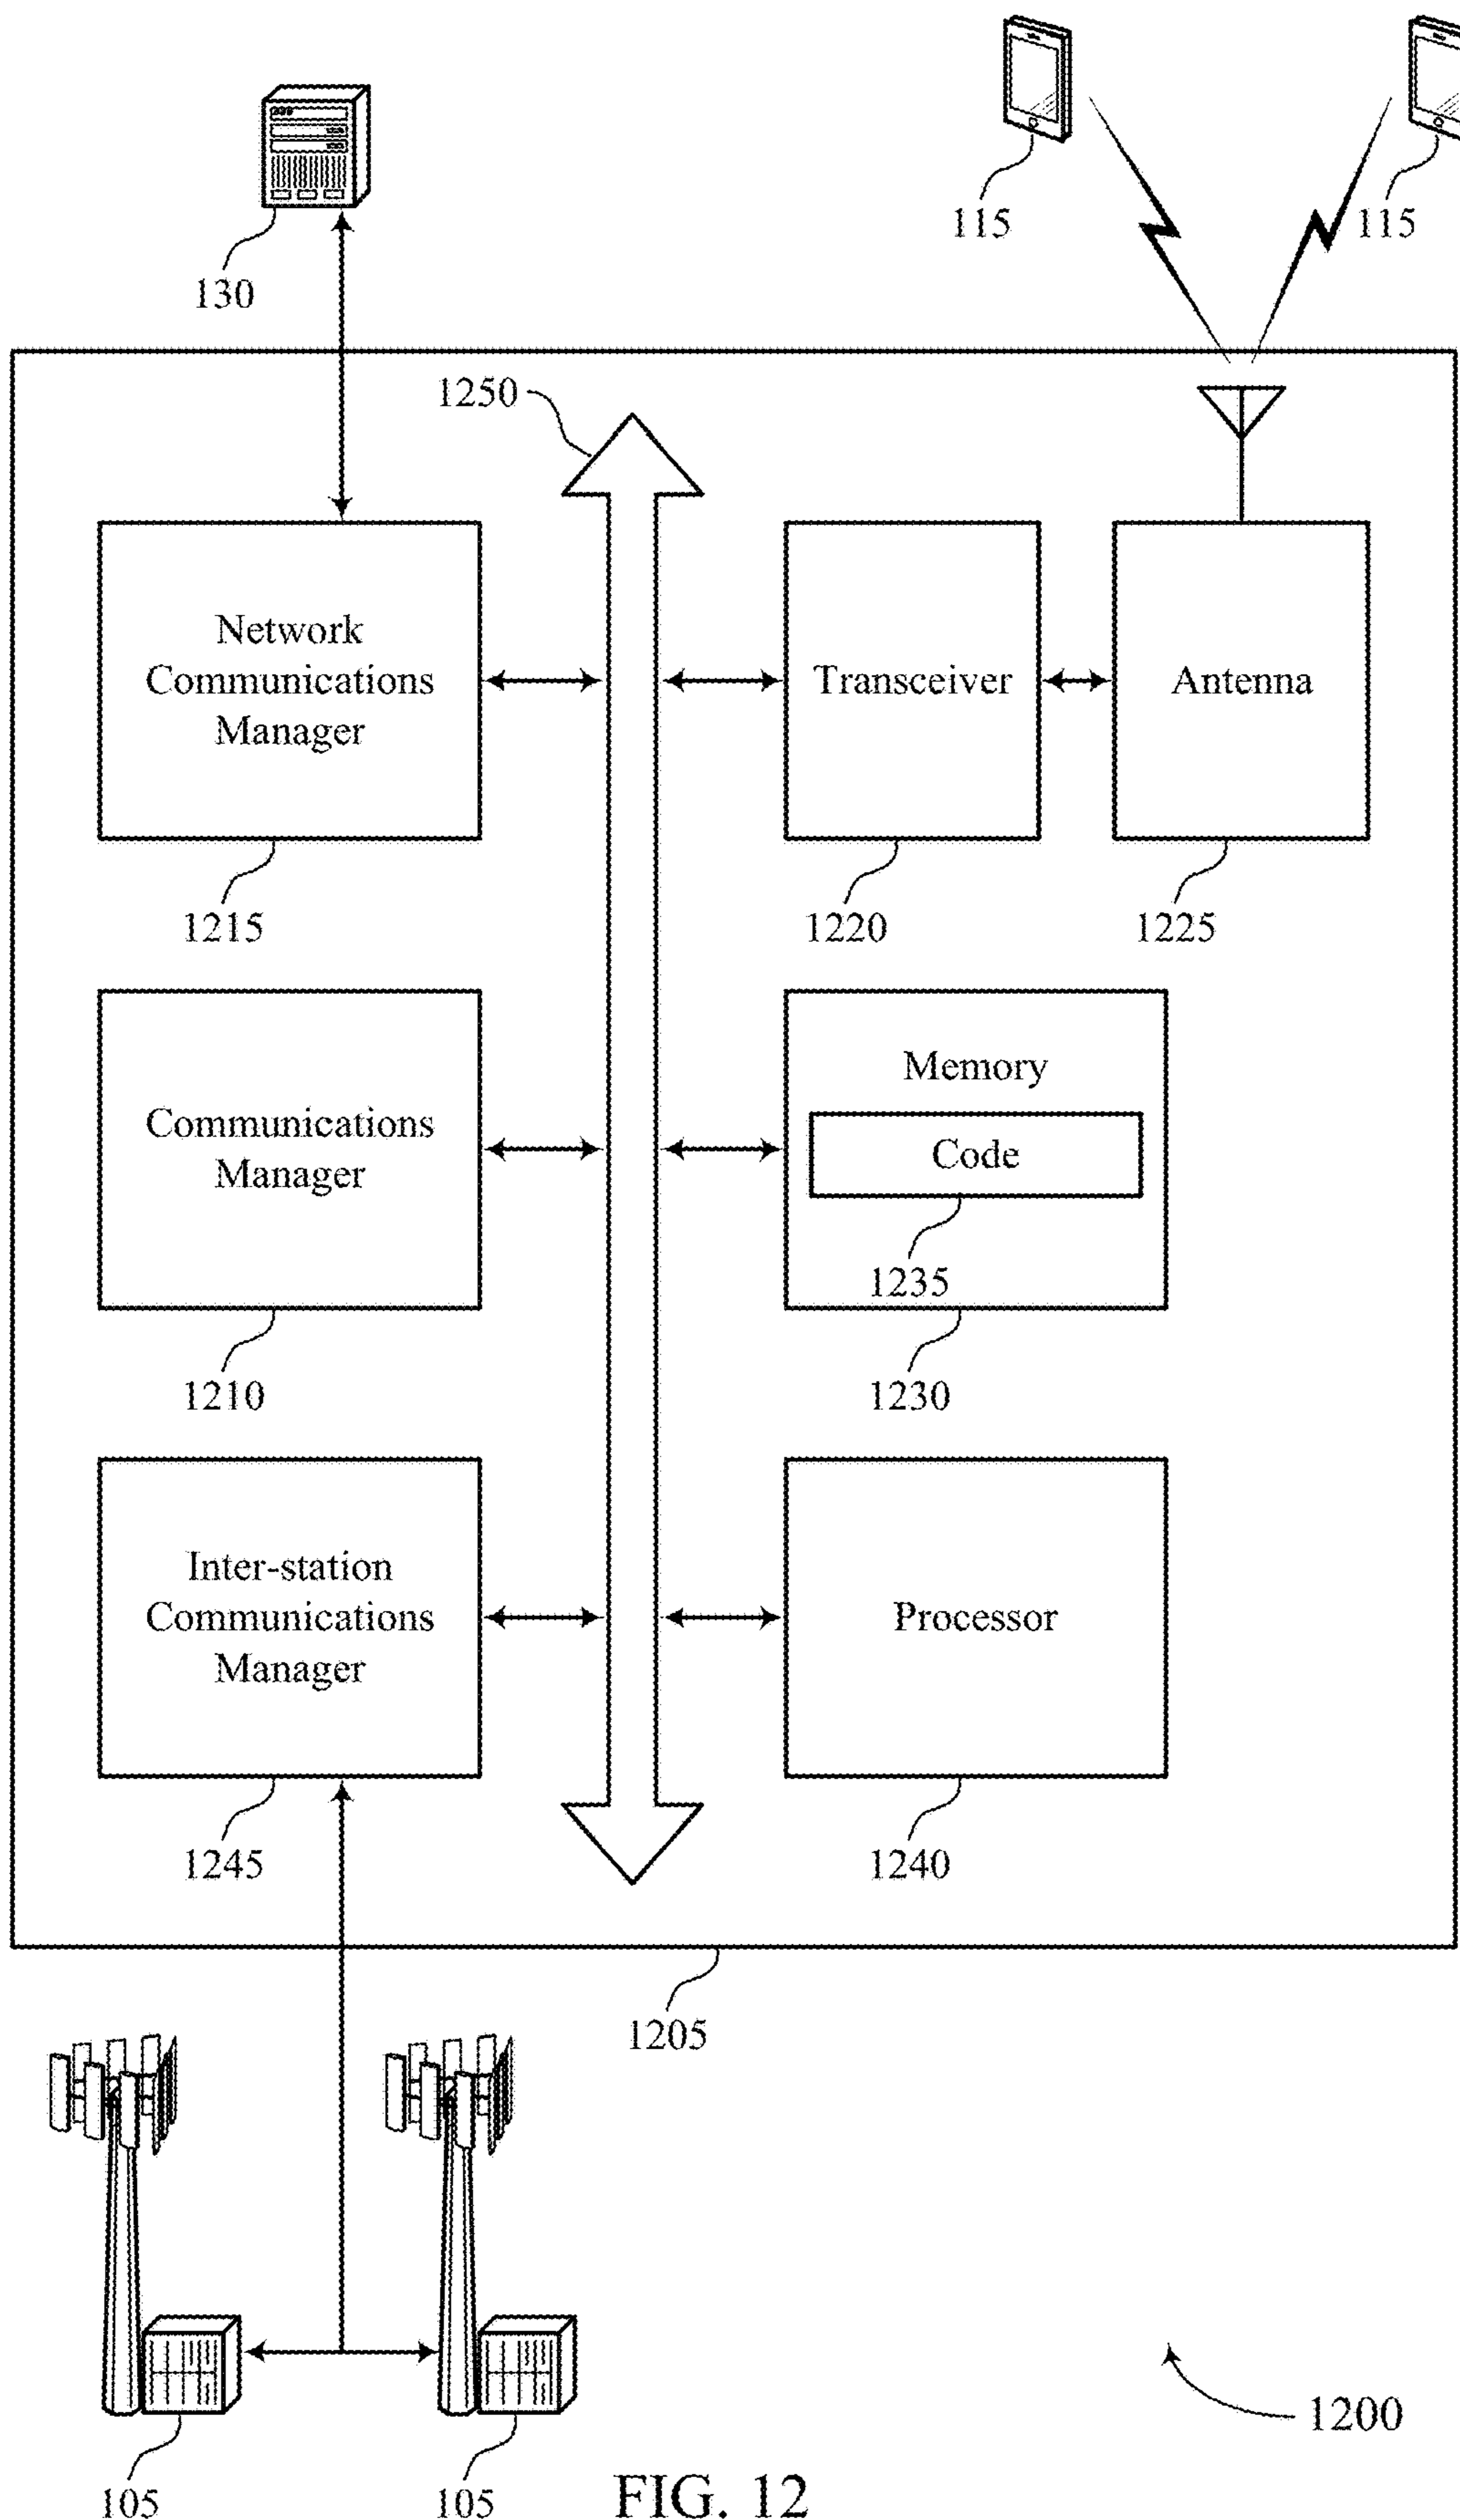 115
115
130
1250
Network
Communications
Manager
Transceiver
Antenna
1215
1220
1225
Communications
Manager
Memory
Code
1235
1210
1230
Inter-station
Communications
Manager
Processor
1245
1240
1205
1200
105
105
FIG. 12